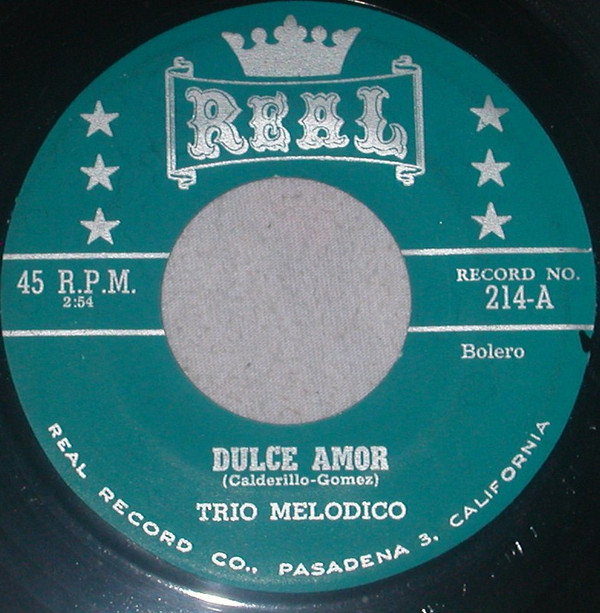 REAL
45 R.P.M.
2:54
RECORD NO.
214-A
Bolero
DULCE AMOR
(Calderillo-Gomez)
TRIO MELODICO
REAL RECORD CO., PASADENA 3, CALIFORNIA